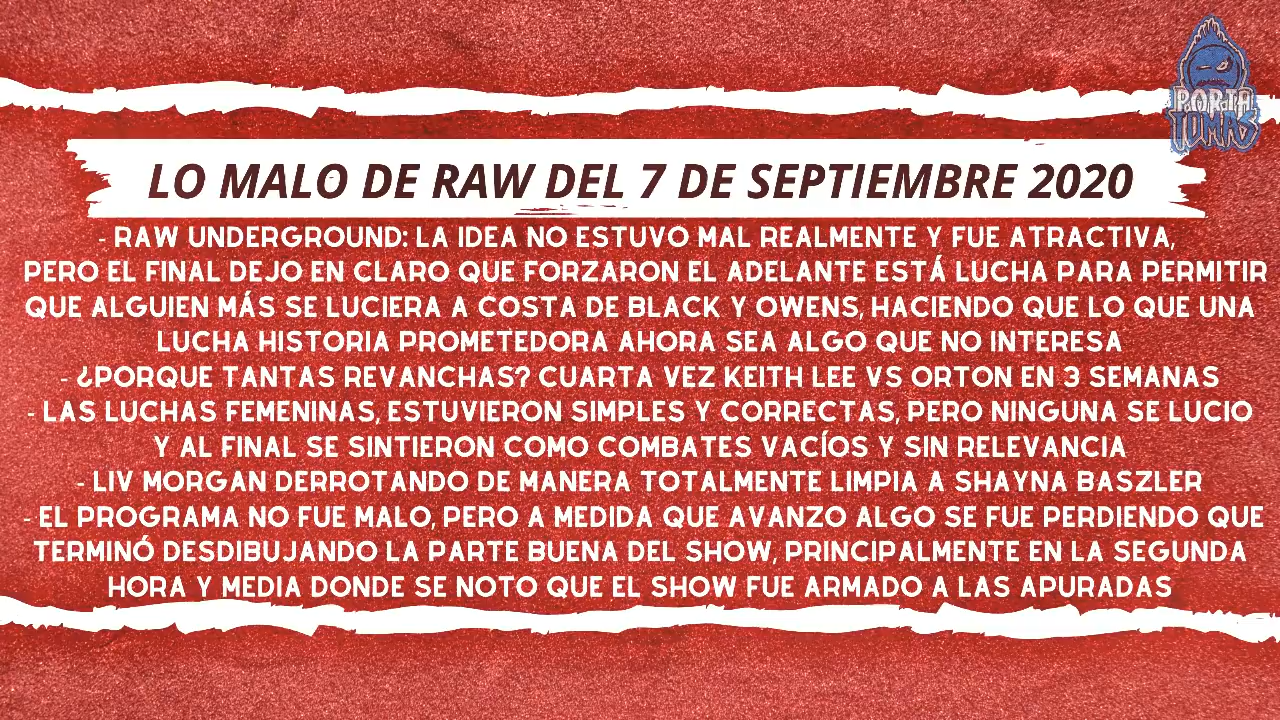 PORTA
TOMAS
LO MALO DE RAW DEL 7 DE SEPTIEMBRE 2020
- RAW UNDERGROUND: LA IDEA NO ESTUVO MAL REALMENTE Y FUE ATRACTIVA,
PERO EL FINAL DEJO EN CLARO QUE FORZARON EL ADELANTE ESTÁ LUCHA PARA PERMITIR
QUE ALGUIEN MÁS SE LUCIERA A COSTA DE BLACK Y OWENS, HACIENDO QUE LO QUE UNA
LUCHA HISTORIA PROMETEDORA AHORA SEA ALGO QUE NO INTERESA
- ¿PORQUE TANTAS REVANCHAS? CUARTA VEZ KEITH LEE VS ORTON EN 3 SEMANAS
- LAS LUCHAS FEMENINAS, ESTUVIERON SIMPLES Y CORRECTAS, PERO NINGUNA SE LUCIO
Y AL FINAL SE SINTIERON COMO COMBATES VACÍOS Y SIN RELEVANCIA
- LIV MORGAN DERROTANDO DE MANERA TOTALMENTE LIMPIA A SHAYNA BASZLER
- EL PROGRAMA NO FUE MALO, PERO A MEDIDA QUE AVANZO ALGO SE FUE PERDIENDO QUE
TERMINÓ DESDIBUJANDO LA PARTE BUENA DEL SHOW, PRINCIPALMENTE EN LA SEGUNDA
HORA Y MEDIA DONDE SE NOTO QUE EL SHOW FUE ARMADO A LAS APURADAS